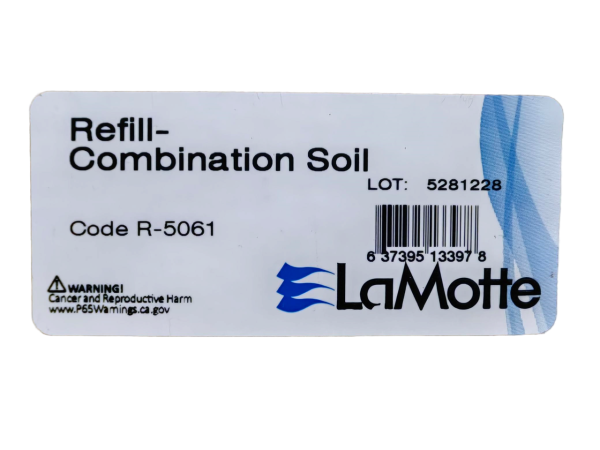 Refill-
Combination Soil
LOT: 5281228
Code R-5061
6 37395 13397 8
WARNING!
Cancer and Reproductive Harm
www.P65Warnings.ca.gov
LaMotte